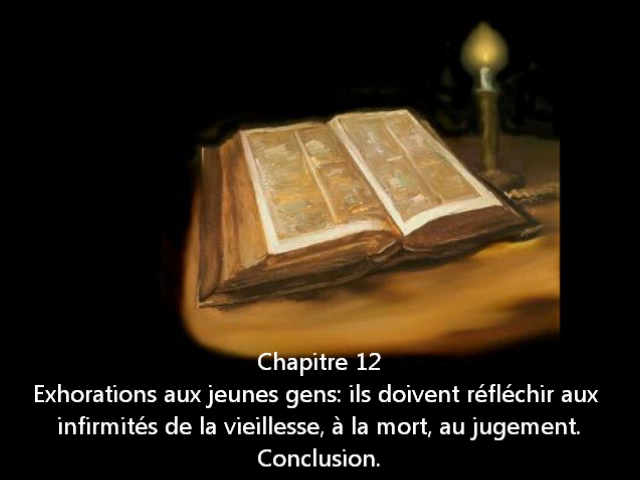 Chapitre 12
Exhorations aux jeunes gens: ils doivent réfléchir aux
infirmités de la vieillesse, à la mort, au jugement.
Conclusion.